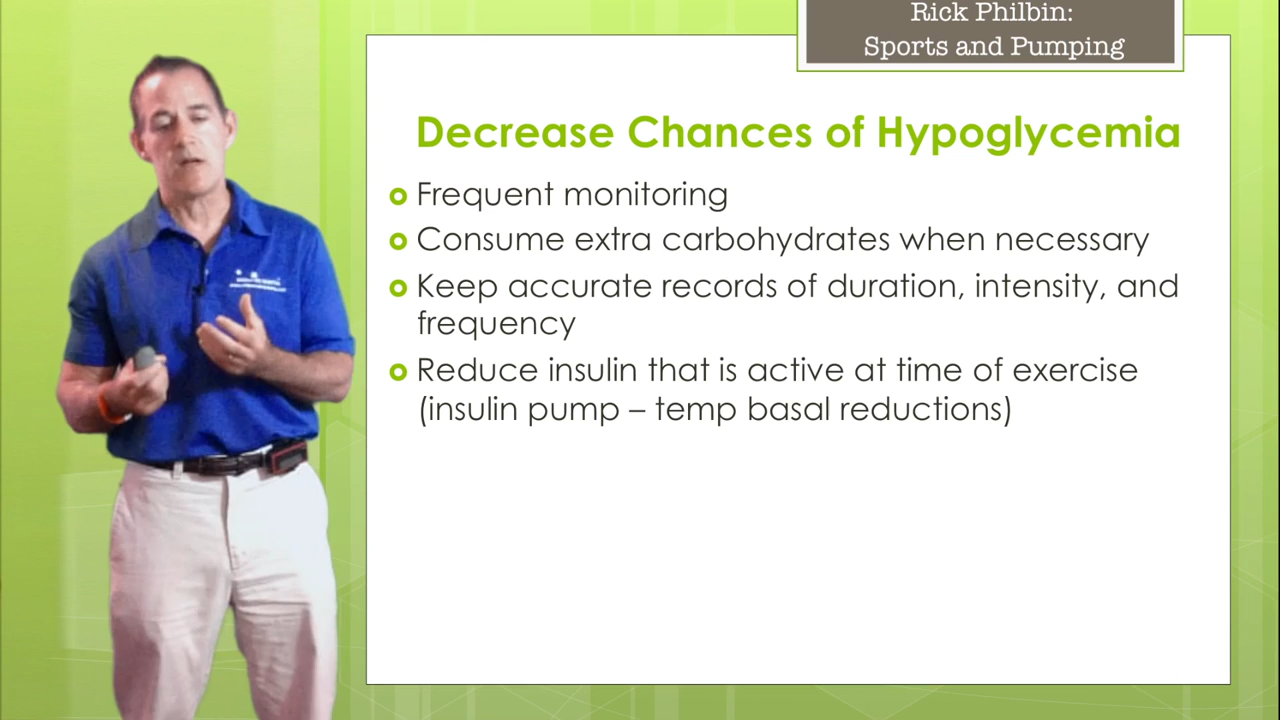 Rick Philbin:
Sports and Pumping
Decrease Chances of Hypoglycemia
Frequent monitoring
Consume extra carbohydrates when necessary
Keep accurate records of duration, intensity, and
frequency
Reduce insulin that is active at time of exercise
(insulin pump – temp basal reductions)